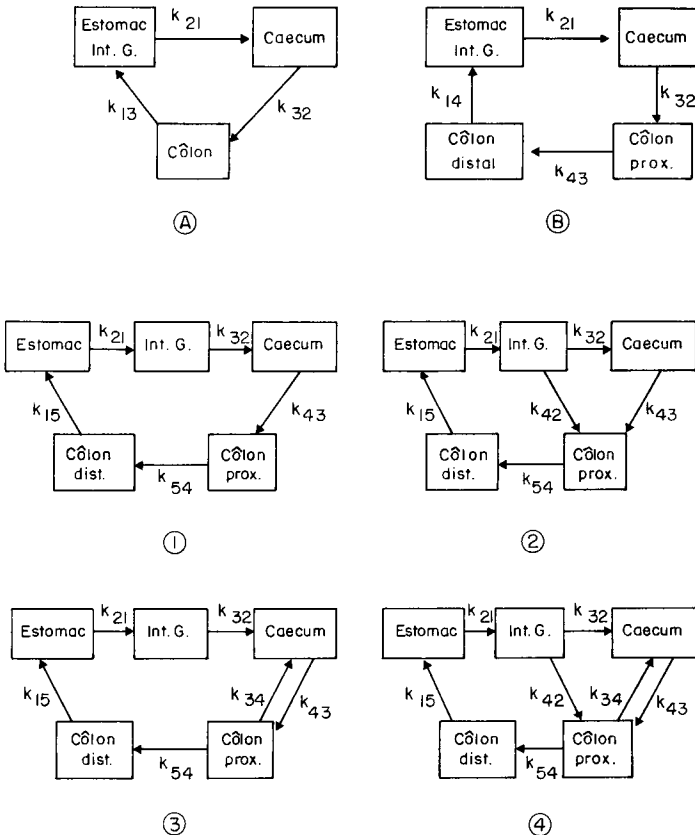 Estomac
Int. G.
k21
Caecum
k13
k32
Côlon
A
Estomac
Int. G.
k21
Caecum
k14
k32
Côlon
distal
k43
Côlon
prox.
B
Estomac
k21
Int. G.
k32
Caecum
k15
k43
Côlon
dist.
k54
Côlon
prox.
1
Estomac
k21
Int. G.
k32
Caecum
k15
k42
k43
Côlon
dist.
k54
Côlon
prox.
2
Estomac
k21
Int. G.
k32
Caecum
k15
k34
k43
Côlon
dist.
k54
Côlon
prox.
3
Estomac
k21
Int. G.
k32
Caecum
k15
k42
k34
k43
Côlon
dist.
k54
Côlon
prox.
4